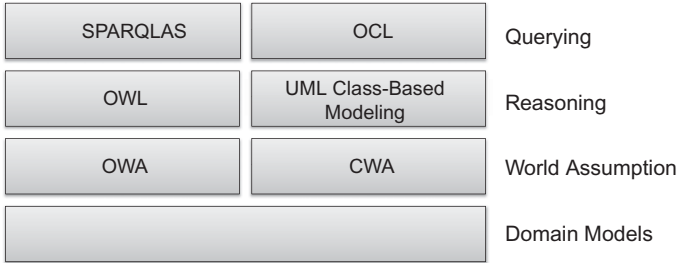 SPARQLAS
OCL
Querying
OWL
UML Class-Based
Modeling
Reasoning
OWA
CWA
World Assumption
Domain Models